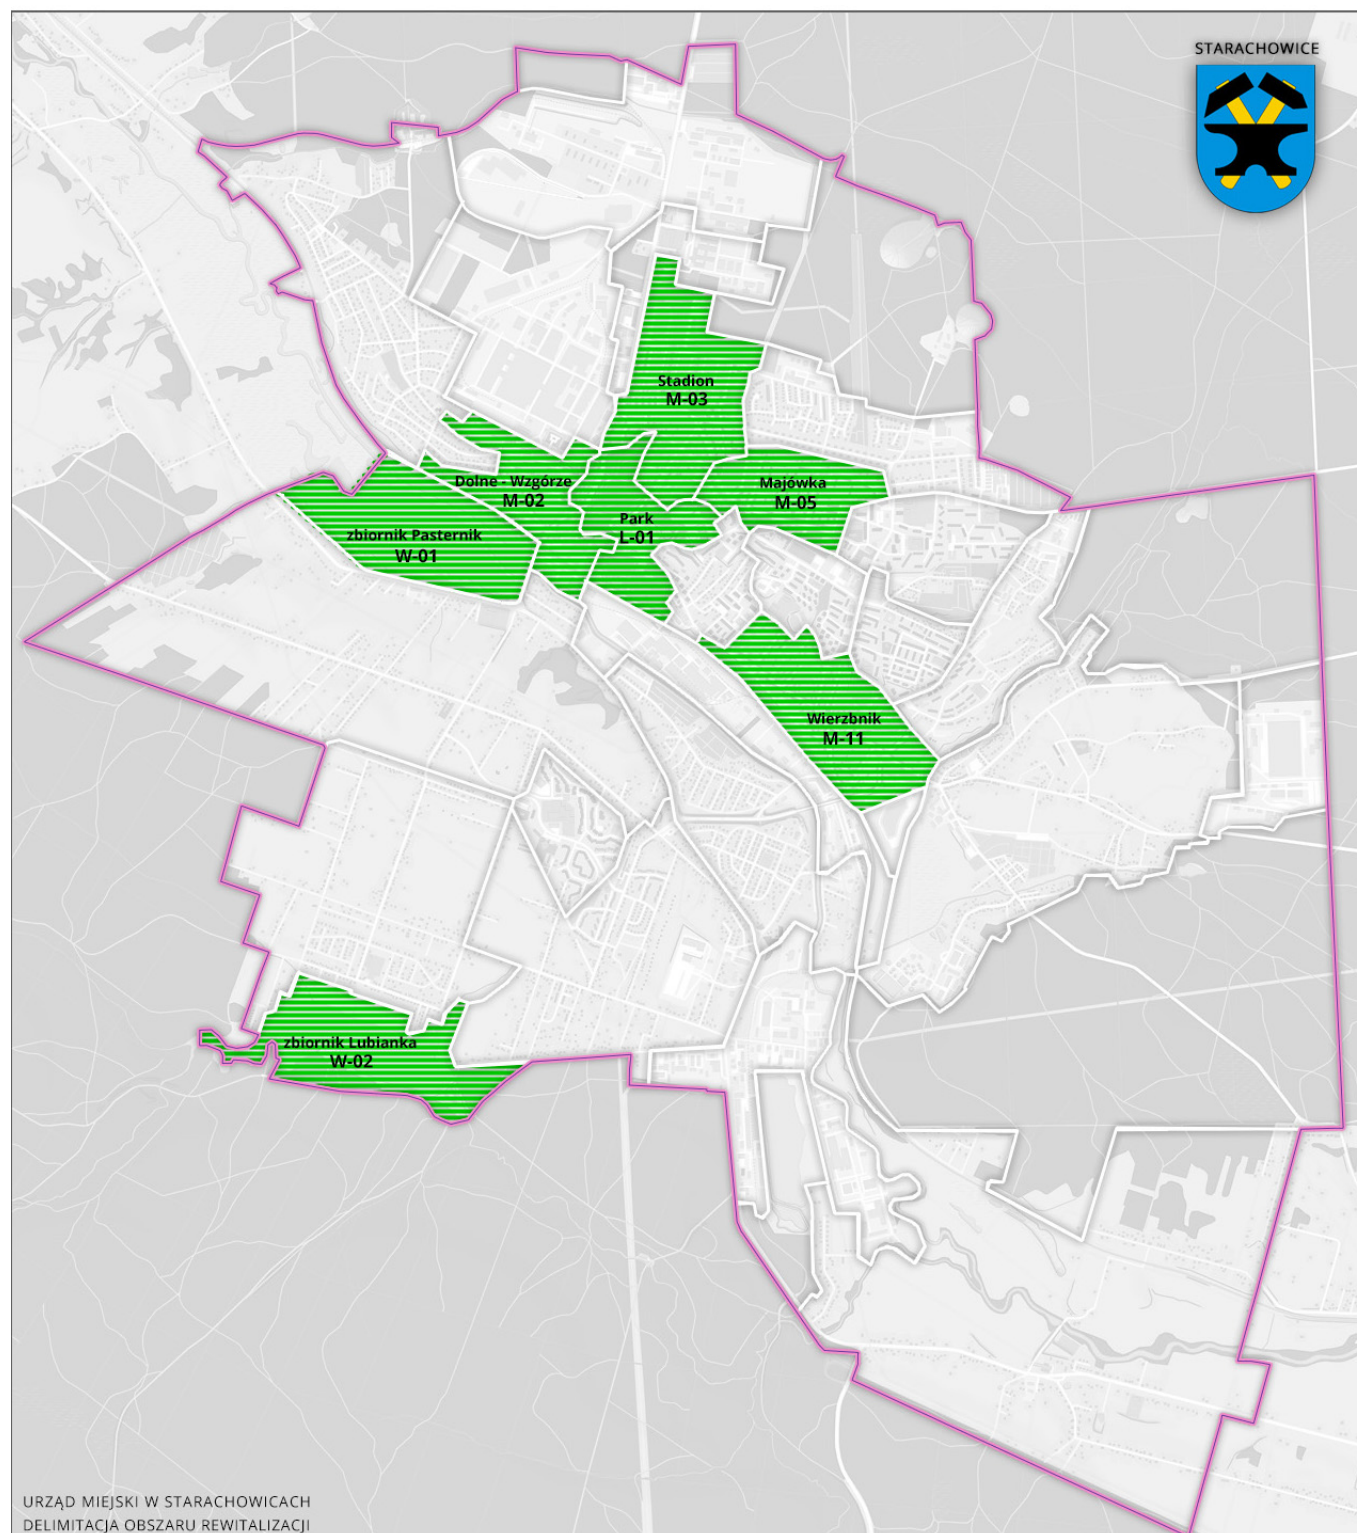 STARACHOWICE
Stadion
M-03
Dolne - Wzgórze
M-02
Majówka
M-05
Park
L-01
zbiornik Pasternik
W-01
Wierzbnik
M-11
zbiornik Lubianka
W-02
URZĄD MIEJSKI W STARACHOWICACH
DELIMITACJA OBSZARU REWITALIZACJI